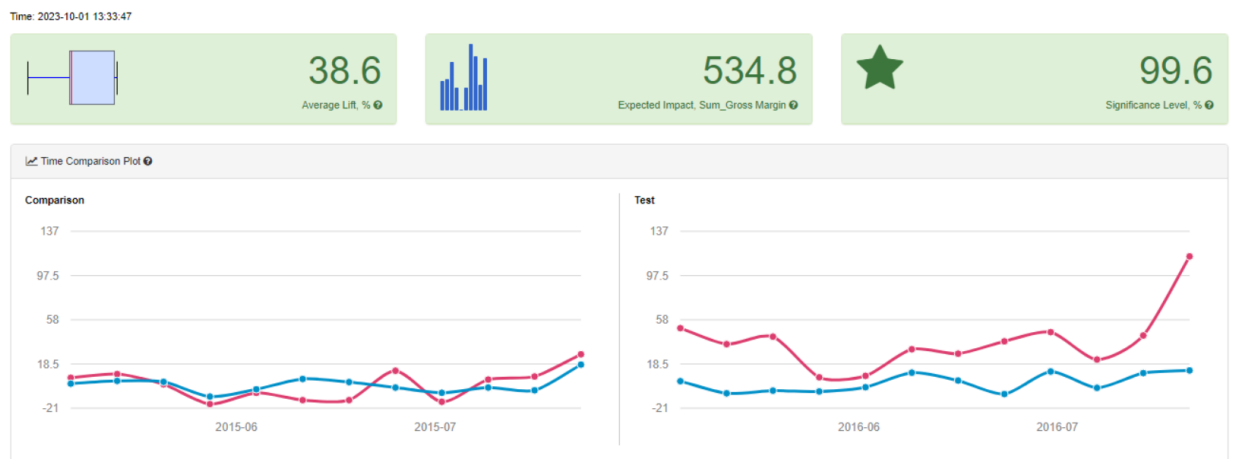 Time: 2023-10-01 13:33:47
38.6
Average Lift, %
534.8
Expected Impact, Sum_Gross Margin
99.6
Significance Level, %
Time Comparison Plot
Comparison
137
97.5
58
18.5
-21
2015-06 2015-07
Test
137
97.5
58
18.5
-21
2016-06 2016-07